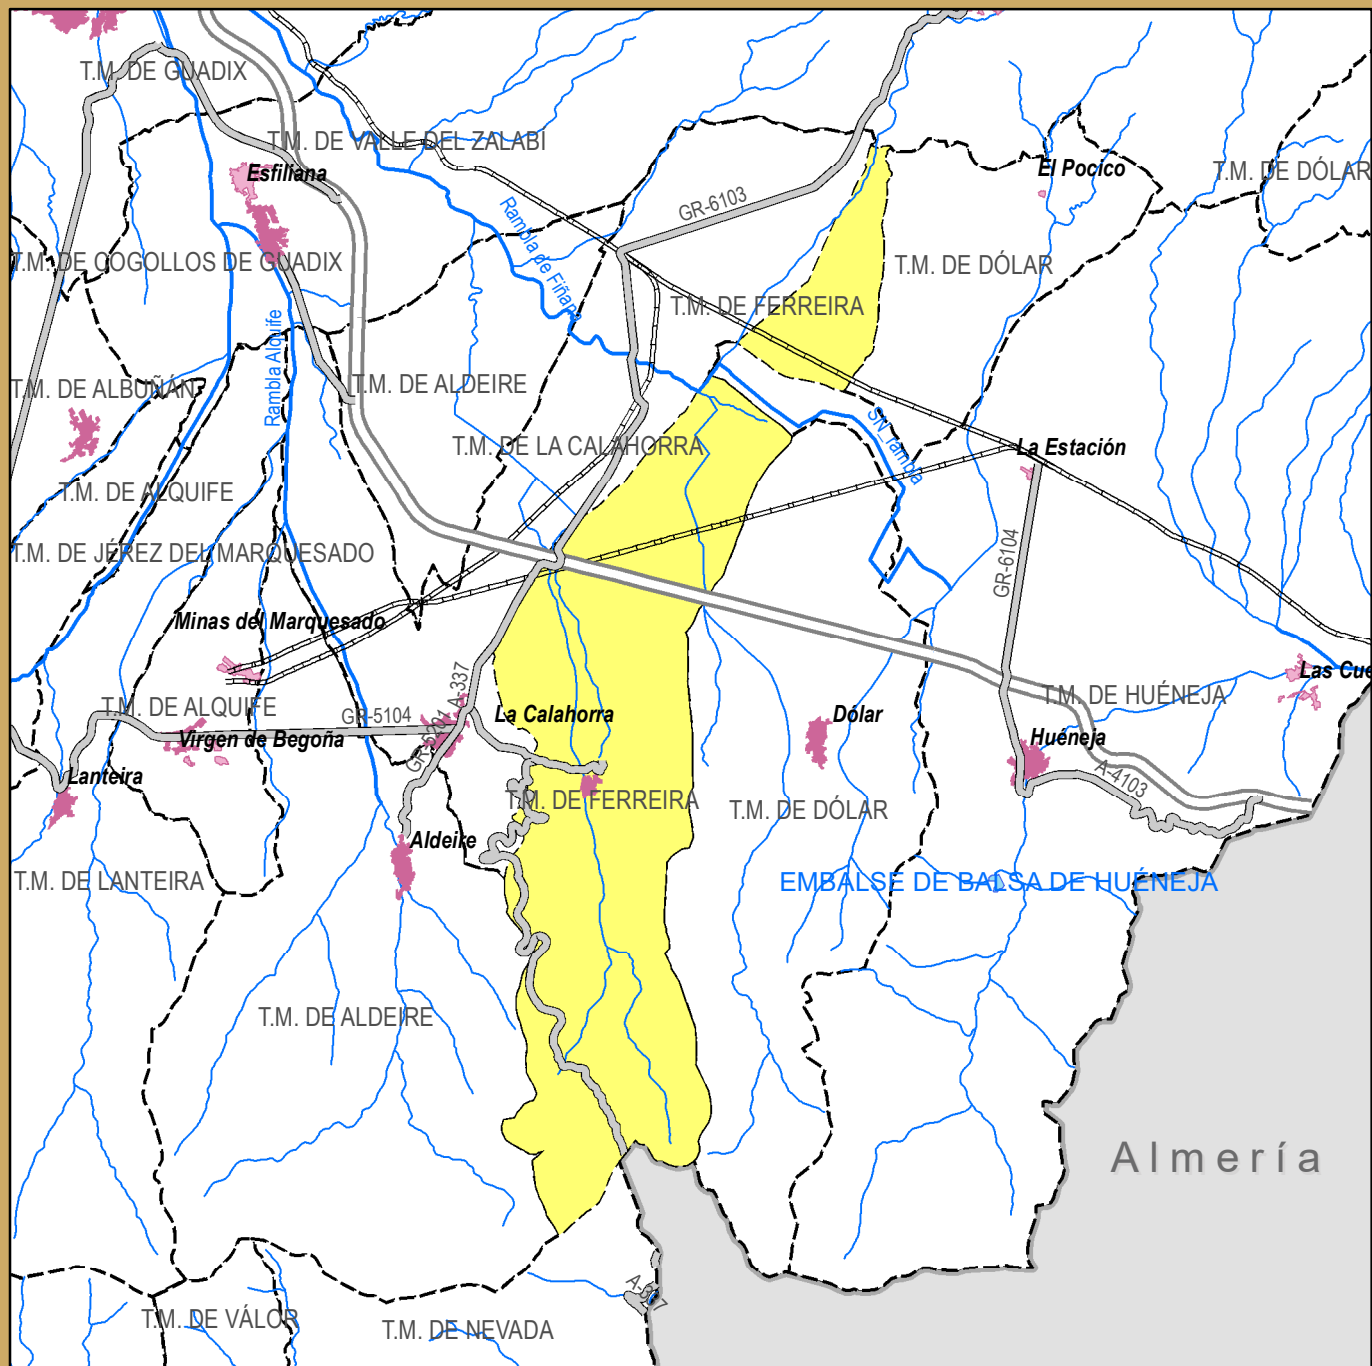 T.M. DE GUADIX
T.M. DE VALLE DEL ZALABI
Esfiliana
El Pocico
T.M. DE DÓLAR
GR-6103
Rambla de Fiñana
T.M. DE COGOLLOS DE GUADIX
T.M. DE DÓLAR
T.M. DE FERREIRA
Rambla Alquife
T.M. DE ALBUÑÁN
T.M. DE ALDEIRE
T.M. DE LA CALAHORRA
SN_rambla
La Estación
T.M. DE ALQUIFE
T.M. DE JÉREZ DEL MARQUESADO
GR-6104
Minas del Marquesado
Las Cue
A-337
T.M. DE HUÉNEJA
T.M. DE ALQUIFE
GR-5104
La Calahorra
Dólar
Virgen de Begoña
Huéneja
Lanteira
A-4103
T.M. DE FERREIRA
T.M. DE DÓLAR
Aldeire
T.M. DE LANTEIRA
EMBALSE DE BALSA DE HUÉNEJA
T.M. DE ALDEIRE
Almería
T.M. DE VÁLOR
T.M. DE NEVADA